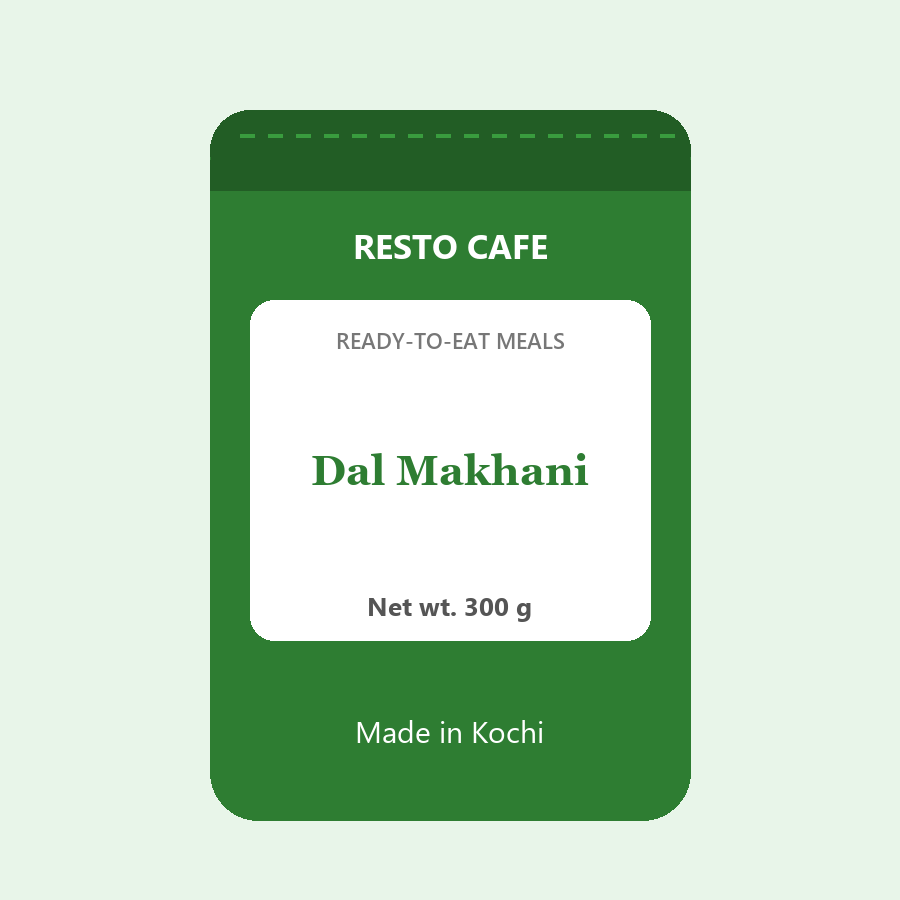 RESTO CAFE
READY-TO-EAT MEALS
Dal Makhani
Net wt. 300 g
Made in Kochi